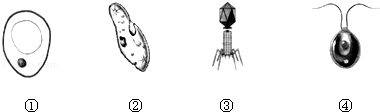 ① ② ③ ④